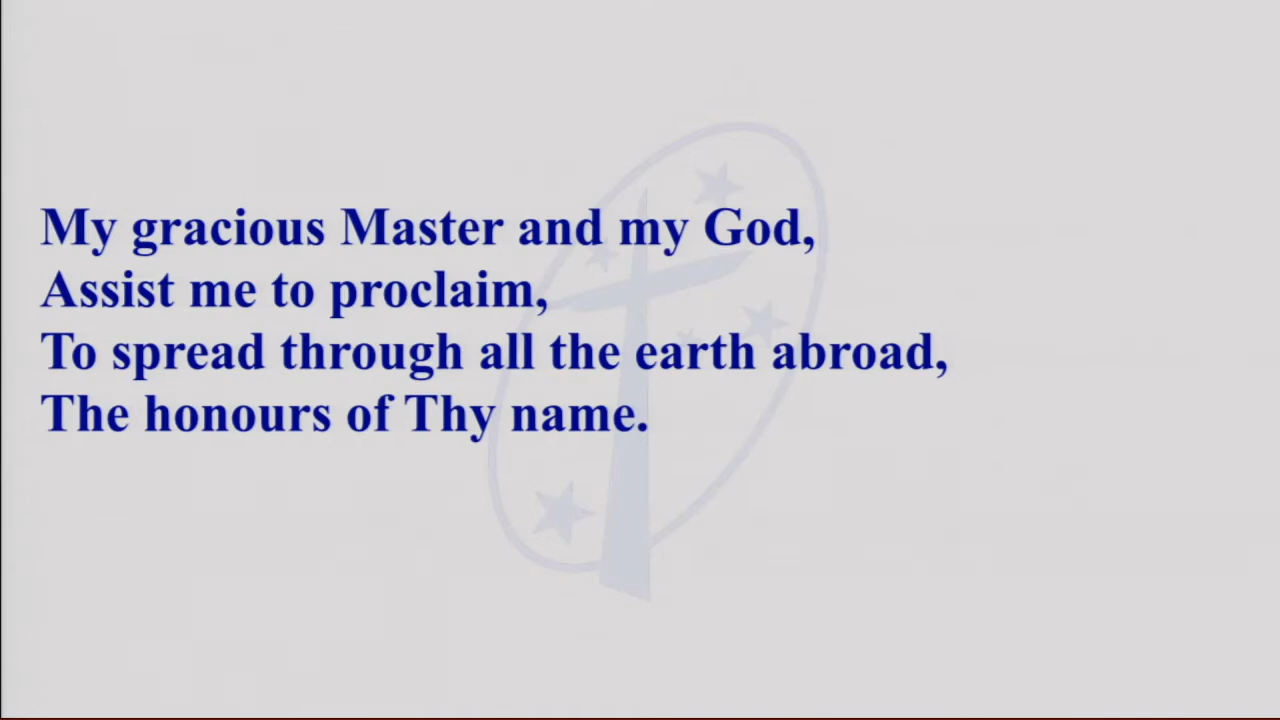 My gracious Master and my God,
Assist me to proclaim,
To spread through all the earth abroad,
The honours of Thy name.